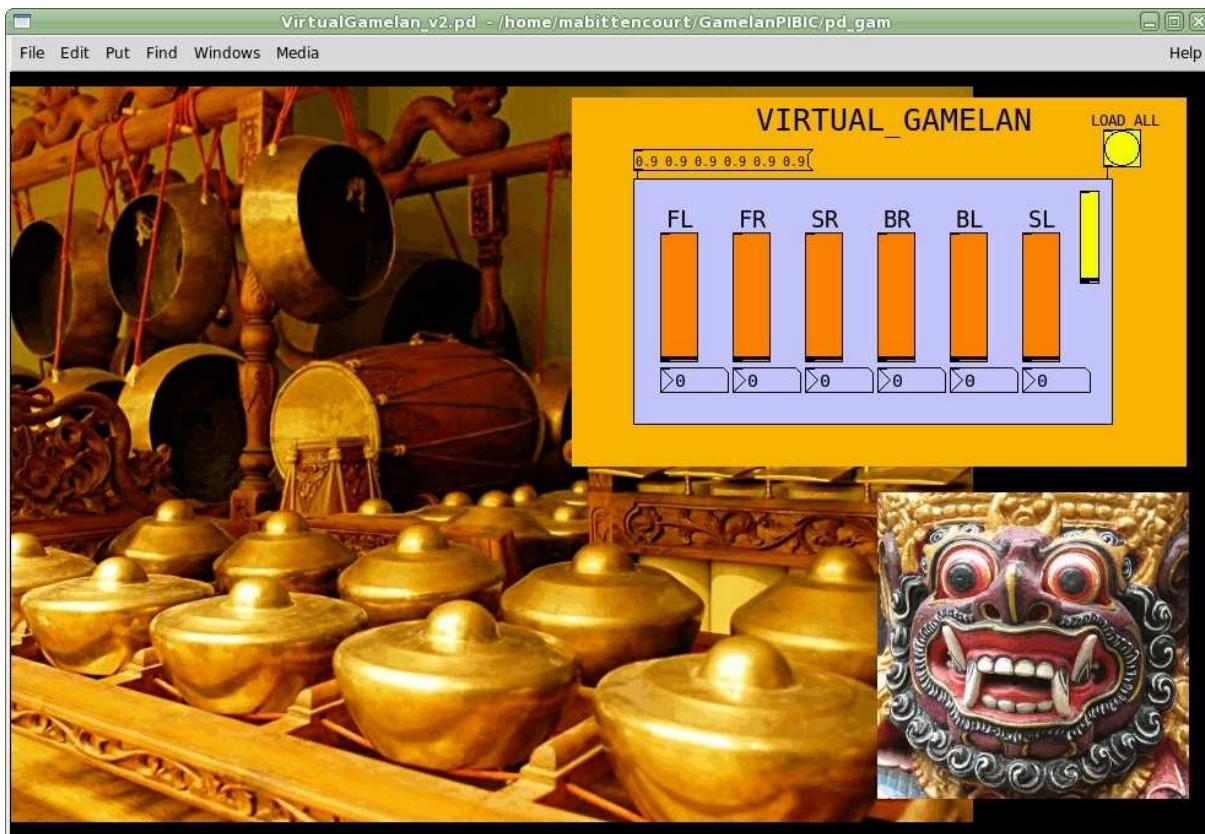 VirtualGamelan_v2.pd - /home/mabittencourt/GamelanPIBIC/pd_gam
File Edit Put Find Windows Media Help
VIRTUAL_GAMELAN
LOAD_ALL
0.9 0.9 0.9 0.9 0.9 0.9
FL FR SR BR BL SL
0 0 0 0 0 0